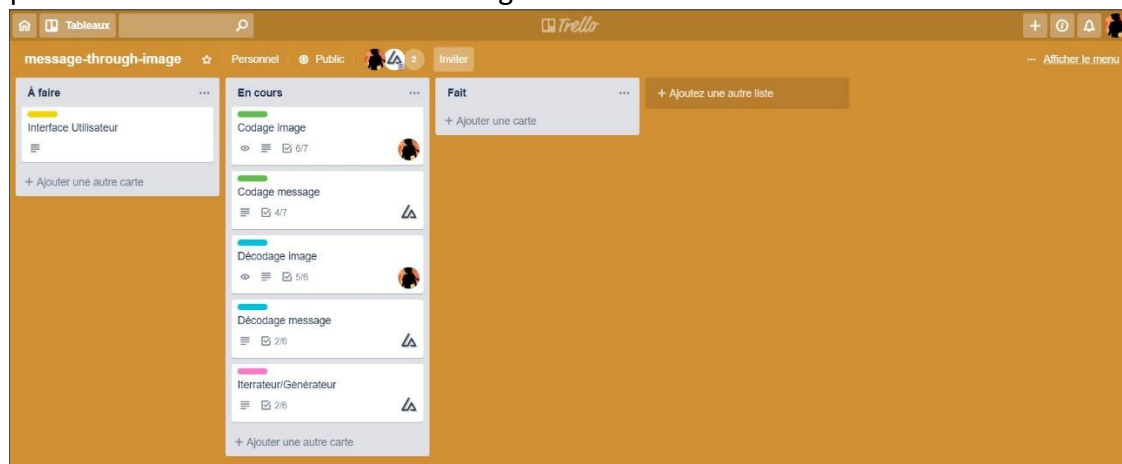 Tableaux
Trello
message-through-image
Personnel
Public
2
Inviter
... Afficher le menu
À faire ...
Interface Utilisateur
+ Ajouter une autre carte
En cours ...
Codage image
6/7
Codage message
4/7
Décodage image
5/6
Décodage message
2/6
Iterrateur/Générateur
2/6
+ Ajouter une autre carte
Fait ...
+ Ajouter une carte
+ Ajoutez une autre liste